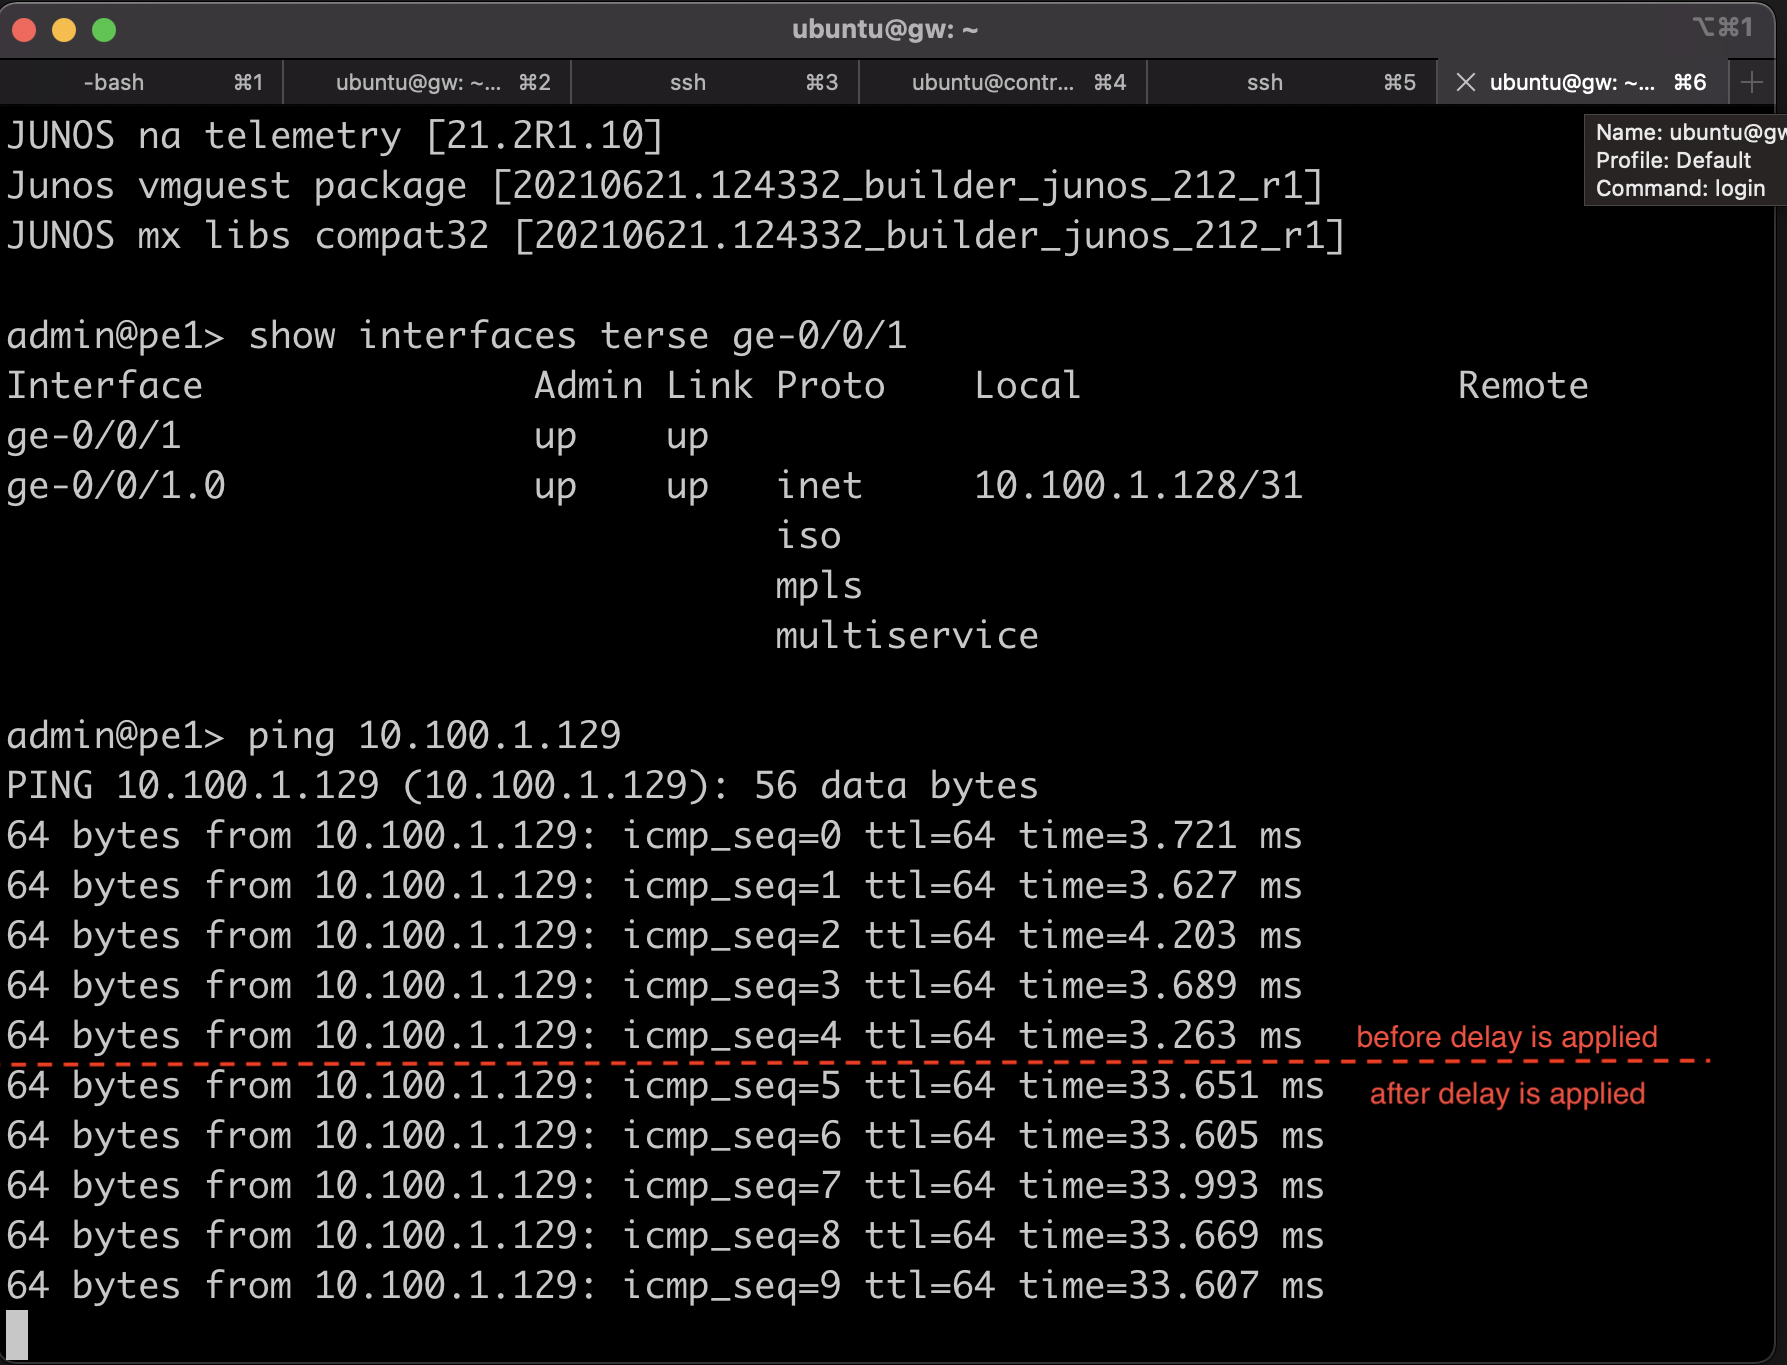 ubuntu@gw: ~
⌥⌘1
-bash ⌘1
ubuntu@gw: ~... ⌘2
ssh ⌘3
ubuntu@contr... ⌘4
ssh ⌘5
ubuntu@gw: ~... ⌘6
JUNOS na telemetry [21.2R1.10]
Name: ubuntu@gw
Profile: Default
Command: login
Junos vmguest package [20210621.124332_builder_junos_212_r1]
JUNOS mx libs compat32 [20210621.124332_builder_junos_212_r1]
admin@pe1> show interfaces terse ge-0/0/1
Interface Admin Link Proto Local Remote
ge-0/0/1 up up
ge-0/0/1.0 up up inet 10.100.1.128/31
iso
mpls
multiservice
admin@pe1> ping 10.100.1.129
PING 10.100.1.129 (10.100.1.129): 56 data bytes
64 bytes from 10.100.1.129: icmp_seq=0 ttl=64 time=3.721 ms
64 bytes from 10.100.1.129: icmp_seq=1 ttl=64 time=3.627 ms
64 bytes from 10.100.1.129: icmp_seq=2 ttl=64 time=4.203 ms
64 bytes from 10.100.1.129: icmp_seq=3 ttl=64 time=3.689 ms
64 bytes from 10.100.1.129: icmp_seq=4 ttl=64 time=3.263 ms
before delay is applied
64 bytes from 10.100.1.129: icmp_seq=5 ttl=64 time=33.651 ms
after delay is applied
64 bytes from 10.100.1.129: icmp_seq=6 ttl=64 time=33.605 ms
64 bytes from 10.100.1.129: icmp_seq=7 ttl=64 time=33.993 ms
64 bytes from 10.100.1.129: icmp_seq=8 ttl=64 time=33.669 ms
64 bytes from 10.100.1.129: icmp_seq=9 ttl=64 time=33.607 ms